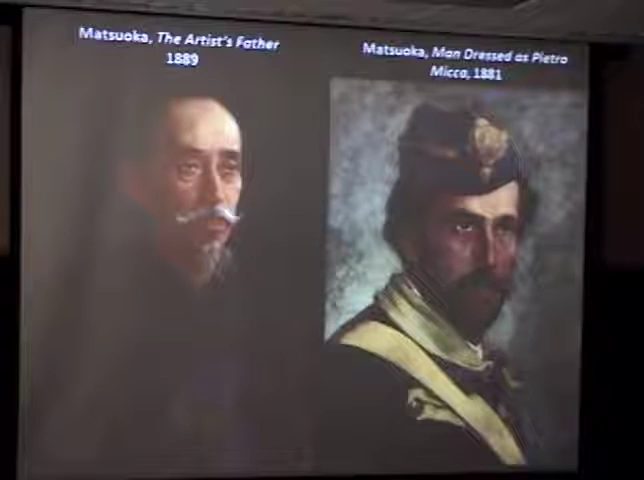 Matsuoka, The Artist's Father
1889
Matsuoka, Man Dressed as Pietro
Micca, 1881